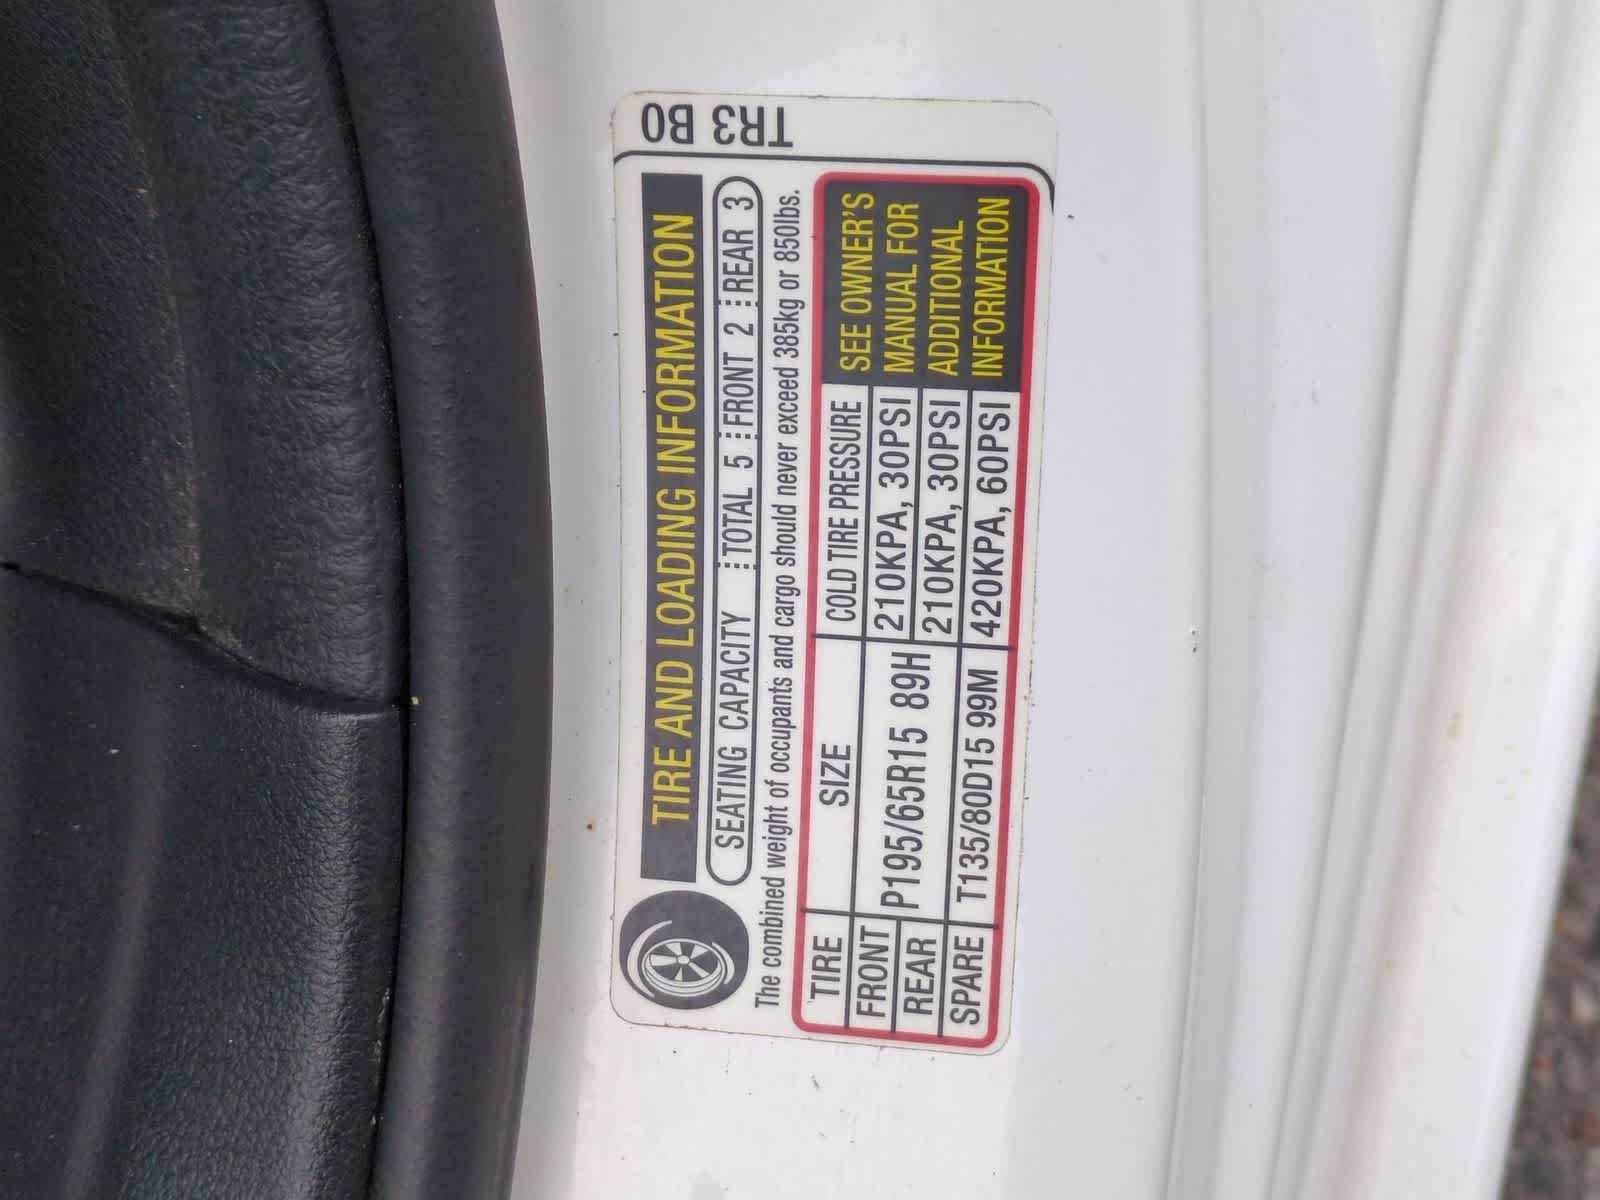 TIRE AND LOADING INFORMATION
SEATING CAPACITY TOTAL 5 FRONT 2 REAR 3
The combined weight of occupants and cargo should never exceed 385kg or 850lbs.
TIRE SIZE COLD TIRE PRESSURE
FRONT P195/65R15 89H 210KPA, 30PSI
REAR 210KPA, 30PSI
SPARE T135/80D15 99M 420KPA, 60PSI
SEE OWNER'S
MANUAL FOR
ADDITIONAL
INFORMATION
TR3 B0